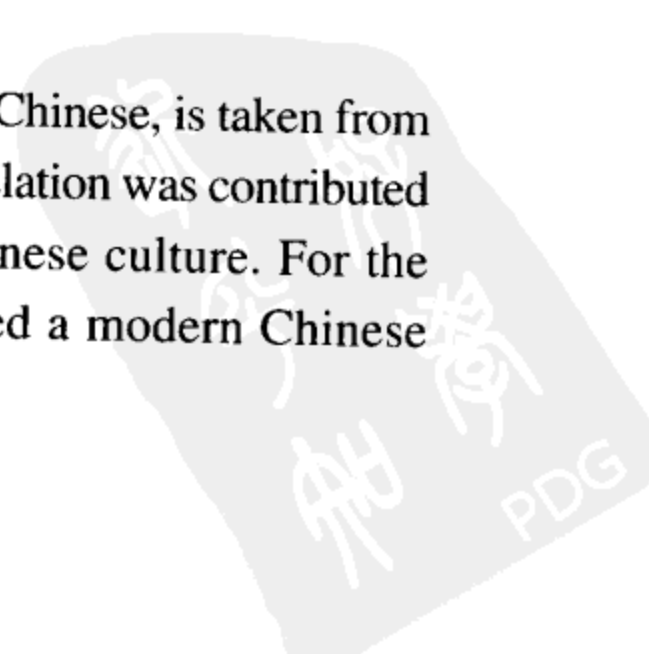 Chinese, is taken from
lation was contributed
nese culture. For the
ed a modern Chinese
PDG